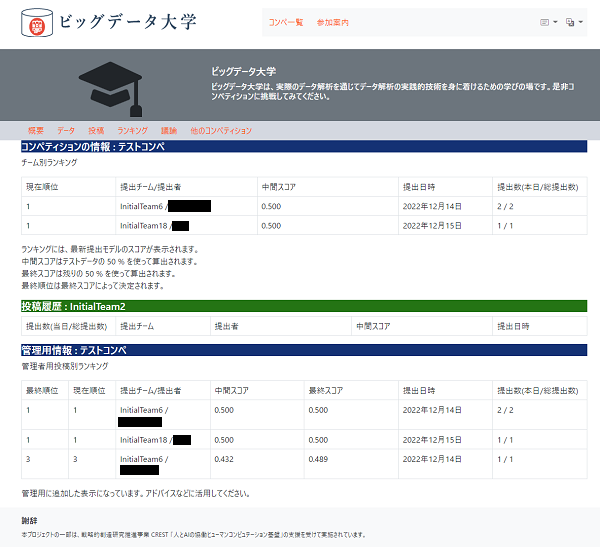 ビッグデータ大学
コンペ一覧 参加案内
ビッグデータ大学
ビッグデータ大学は、実際のデータ解析を通じてデータ解析の実践的技術を身に着けるための学びの場です。是非コ
ンペティションに挑戦してみてください。
概要 データ 投稿 ランキング 議論 他のコンペティション
コンペティションの情報 : テストコンペ
チーム別ランキング
現在順位 提出チーム/提出者 中間スコア 提出日時 提出数(本日/総提出数)
1 InitialTeam6 / 0.500 2022年12月14日 2 / 2
1 InitialTeam18 / 0.500 2022年12月15日 1 / 1
ランキングには、最新提出モデルのスコアが表示されます。
中間スコアはテストデータの 50 % を使って算出されます。
最終スコアは残りの 50 % を使って算出されます。
最終順位は最終スコアによって決定されます。
投稿履歴 : InitialTeam2
提出数(当日/総提出数) 提出チーム 提出者 中間スコア 提出日時
管理用情報 : テストコンペ
管理者用投稿別ランキング
最終順位 現在順位 提出チーム/提出者 中間スコア 最終スコア 提出日時 提出数(本日/総提出数)
1 1 InitialTeam6 / 0.500 0.500 2022年12月14日 2 / 2
1 1 InitialTeam18 / 0.500 0.500 2022年12月15日 1 / 1
3 3 InitialTeam6 / 0.432 0.489 2022年12月14日 1 / 1
管理用に追加した表示になっています。アドバイスなどに活用してください。
謝辞
本プロジェクトの一部は、戦略的創造研究推進事業 CREST 「人とAIの協働ヒューマンコンピュテーション基盤」の支援を受けて実施されています。